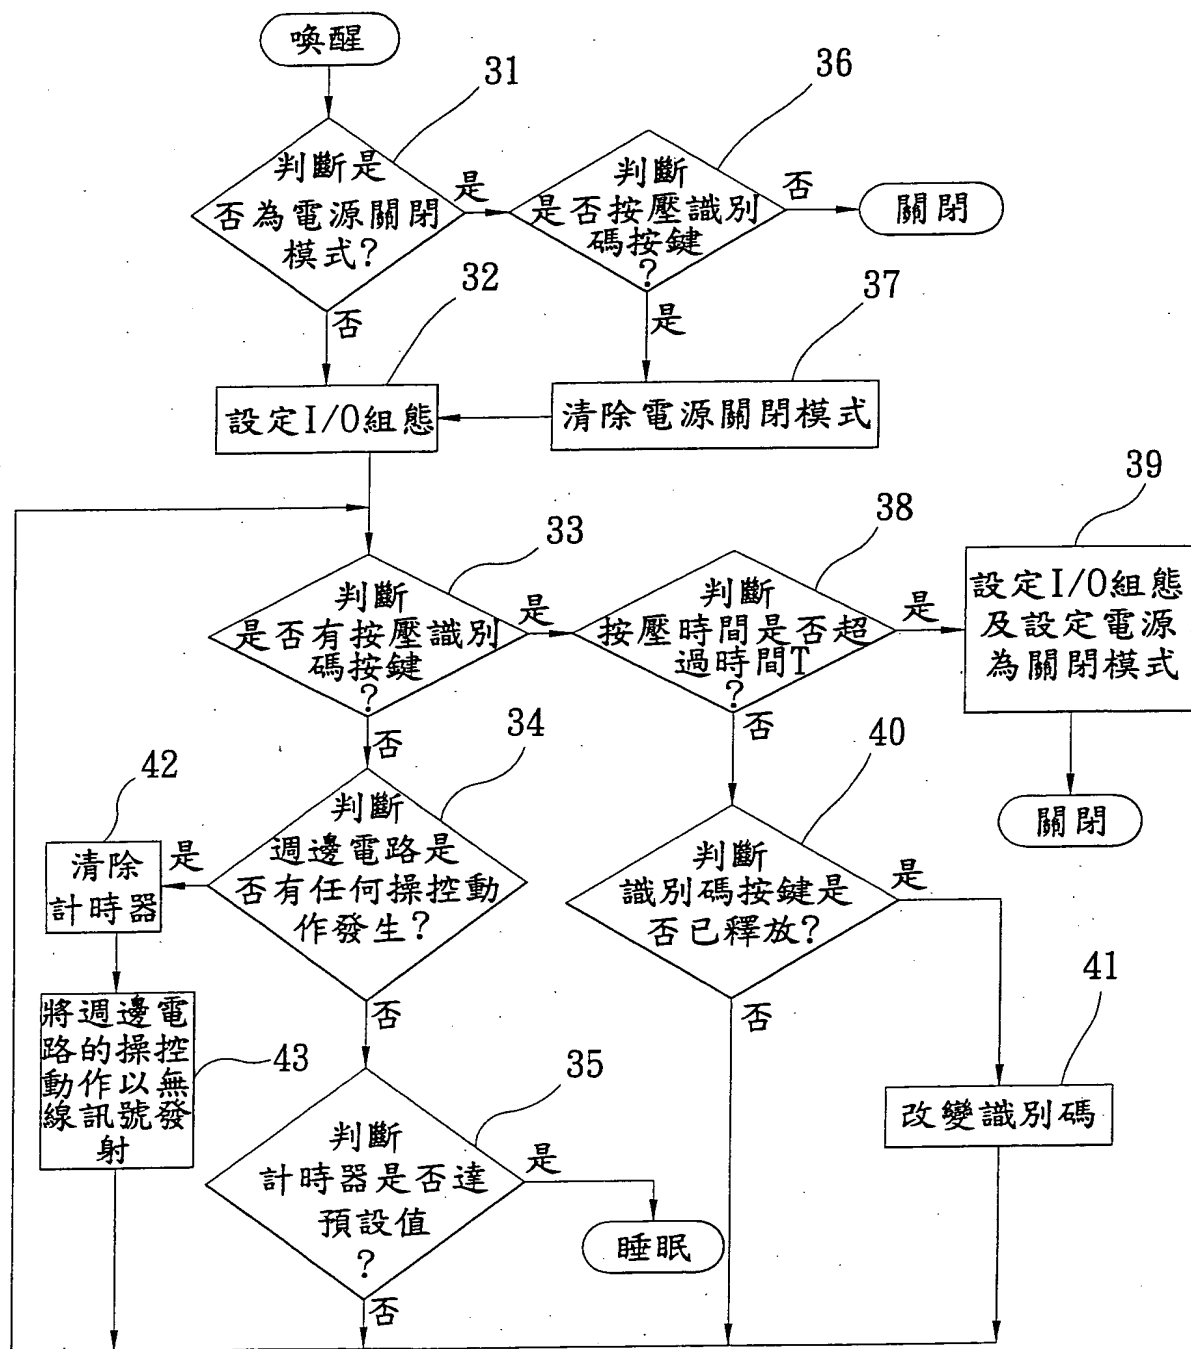 喚醒
31
判斷是
否為電源關閉
模式?
是
36
判斷
是否按壓識別
碼按鍵
?
否
關閉
否
32
是
37
設定I/O組態
清除電源關閉模式
33
判斷
是否有按壓識別
碼按鍵
?
是
38
判斷
按壓時間是否超
過時間T
?
是
39
設定I/O組態
及設定電源
為關閉模式
關閉
否
34
判斷
週邊電路是
否有任何操控動
作發生?
是
42
清除
計時器
將週邊電
路的操控
動作以無
線訊號發
射
43
否
40
判斷
識別碼按鍵是
否已釋放?
是
41
改變識別碼
否
否
35
判斷
計時器是否達
預設值
?
是
睡眠
否